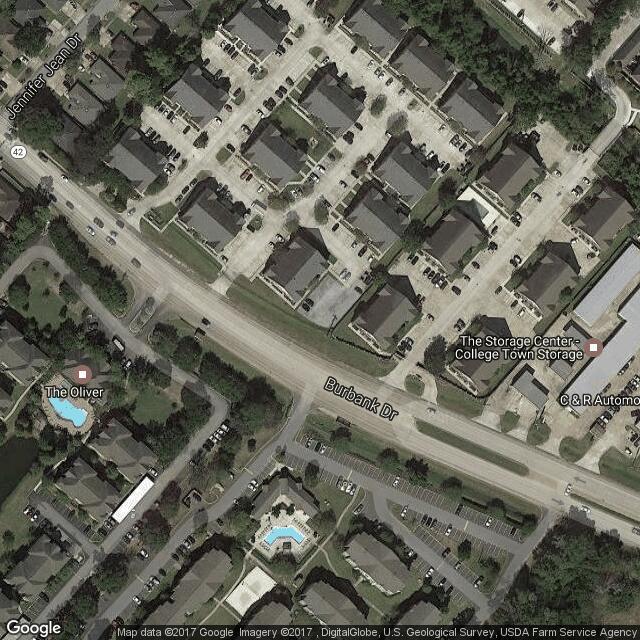 Jennifer Jean Dr
42
The Storage Center -
College Town Storage
The Oliver
Burbank Dr
C & R Automo
Google
Map data ©2017 Google Imagery ©2017 , DigitalGlobe, U.S. Geological Survey, USDA Farm Service Agency